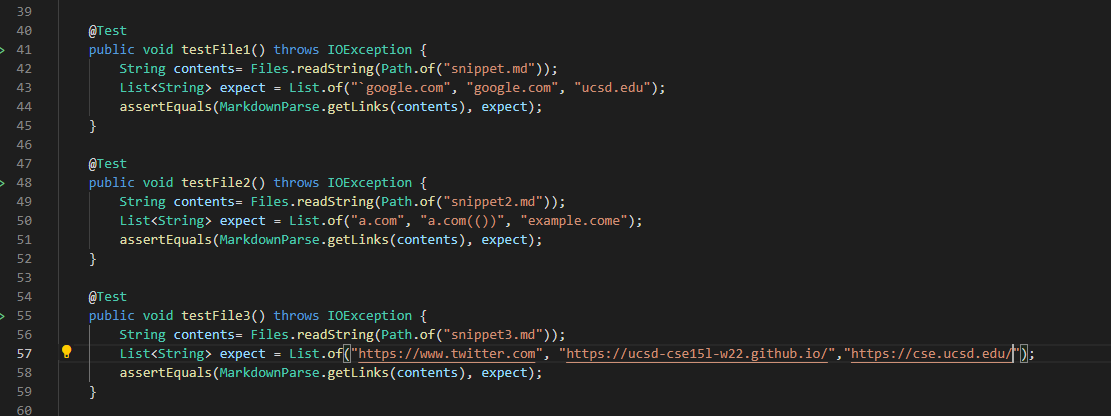 39
40 @Test
41 public void testFile1() throws IOException {
42 String contents= Files.readString(Path.of("snippet.md"));
43 List<String> expect = List.of("`google.com", "google.com", "ucsd.edu");
44 assertEquals(MarkdownParse.getLinks(contents), expect);
45 }
46
47 @Test
48 public void testFile2() throws IOException {
49 String contents= Files.readString(Path.of("snippet2.md"));
50 List<String> expect = List.of("a.com", "a.com(())", "example.come");
51 assertEquals(MarkdownParse.getLinks(contents), expect);
52 }
53
54 @Test
55 public void testFile3() throws IOException {
56 String contents= Files.readString(Path.of("snippet3.md"));
57 List<String> expect = List.of("https://www.twitter.com", "https://ucsd-cse15l-w22.github.io/","https://cse.ucsd.edu/");
58 assertEquals(MarkdownParse.getLinks(contents), expect);
59 }
60